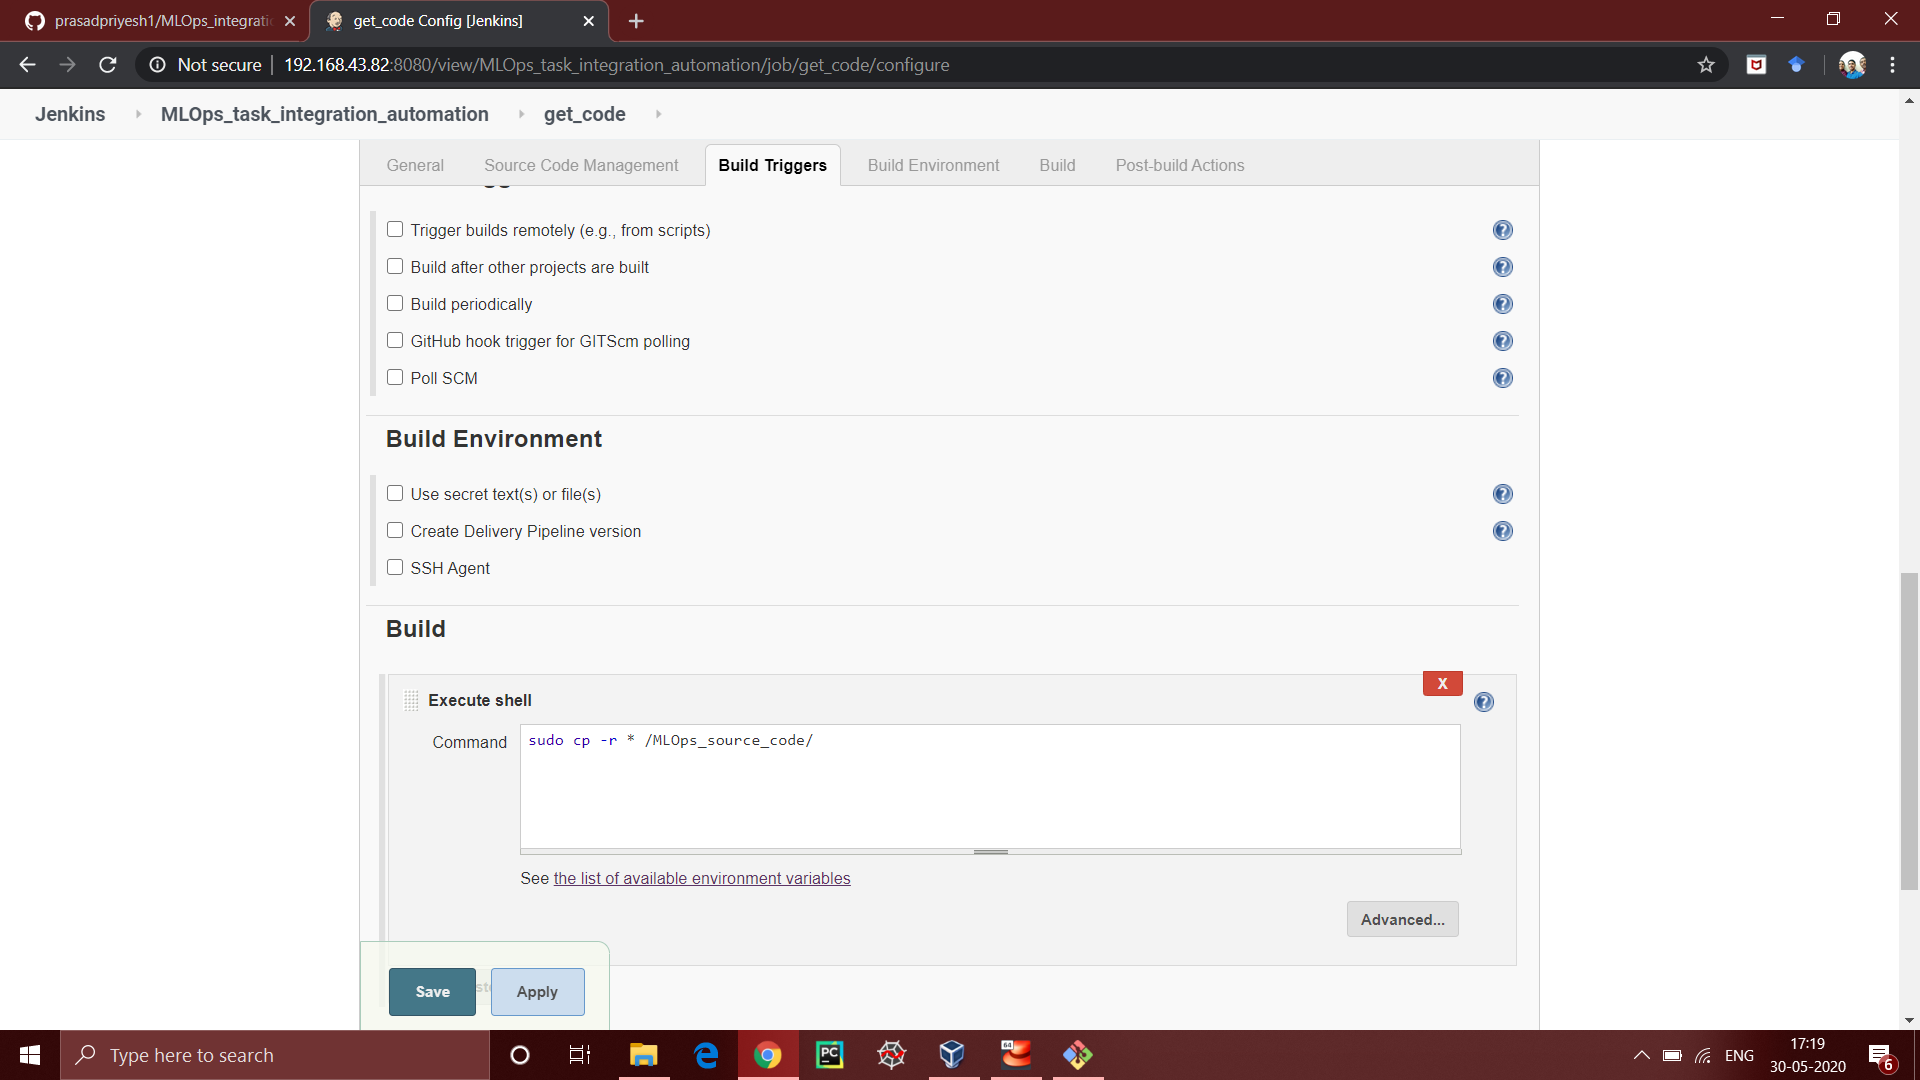 prasadpriyesh1/MLOps_integratio
get_code Config [Jenkins]
Not secure
192.168.43.82:8080/view/MLOps_task_integration_automation/job/get_code/configure
Jenkins
MLOps_task_integration_automation
get_code
General
Source Code Management
Build Triggers
Build Environment
Build
Post-build Actions
Trigger builds remotely (e.g., from scripts)
Build after other projects are built
Build periodically
GitHub hook trigger for GITScm polling
Poll SCM
Build Environment
Use secret text(s) or file(s)
Create Delivery Pipeline version
SSH Agent
Build
X
Execute shell
Command
sudo cp -r * /MLOps_source_code/
See the list of available environment variables
Advanced...
Save
Apply
Type here to search
PC
64
ENG
17:19
30-05-2020
6